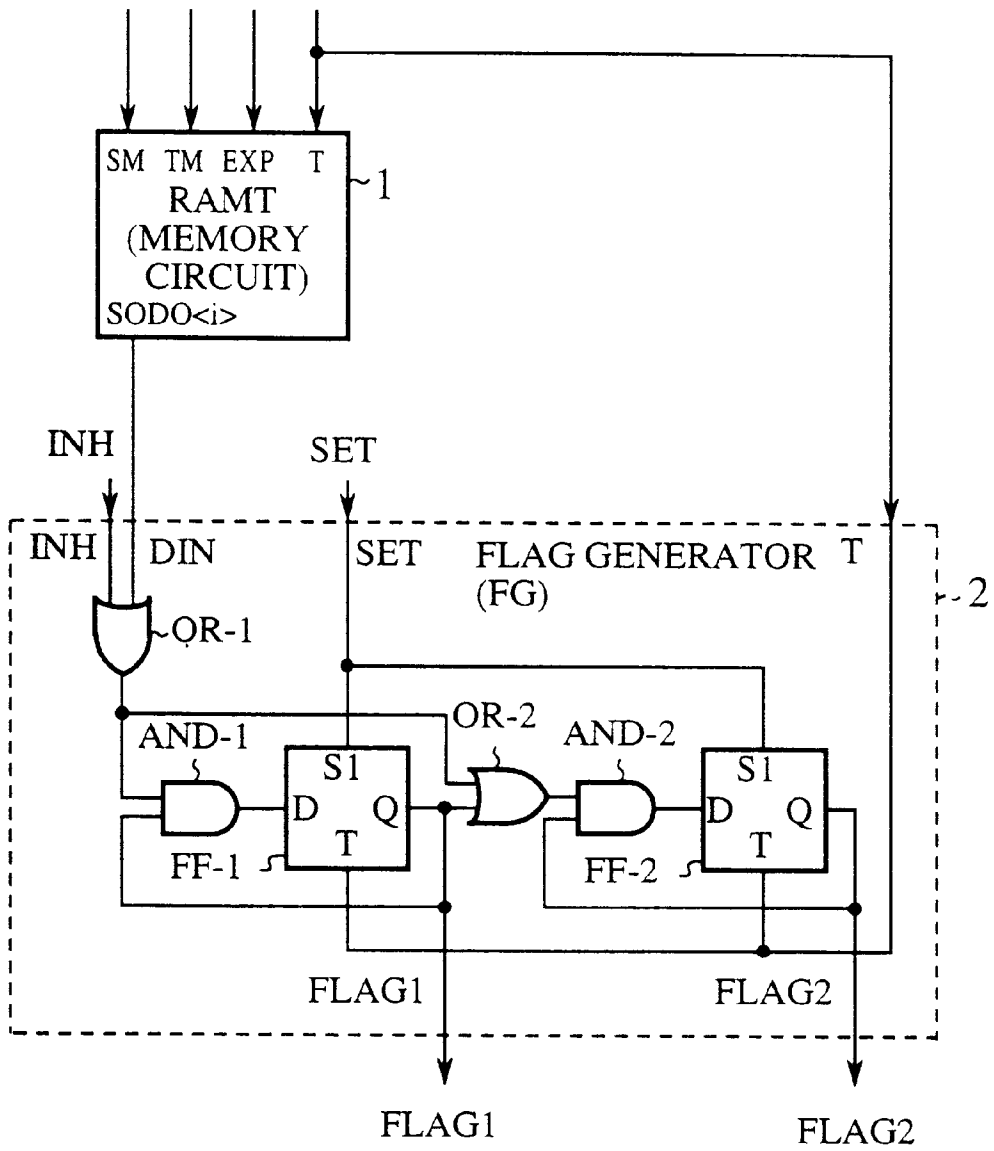 SM TM EXP T
RAMT
(MEMORY
CIRCUIT)
SODO<i>
1
INH
SET
INH
DIN
SET
FLAG GENERATOR
(FG)
T
2
OR-1
AND-1
OR-2
AND-2
S1
D
Q
T
FF-1
S1
D
Q
T
FF-2
FLAG1
FLAG2
FLAG1
FLAG2